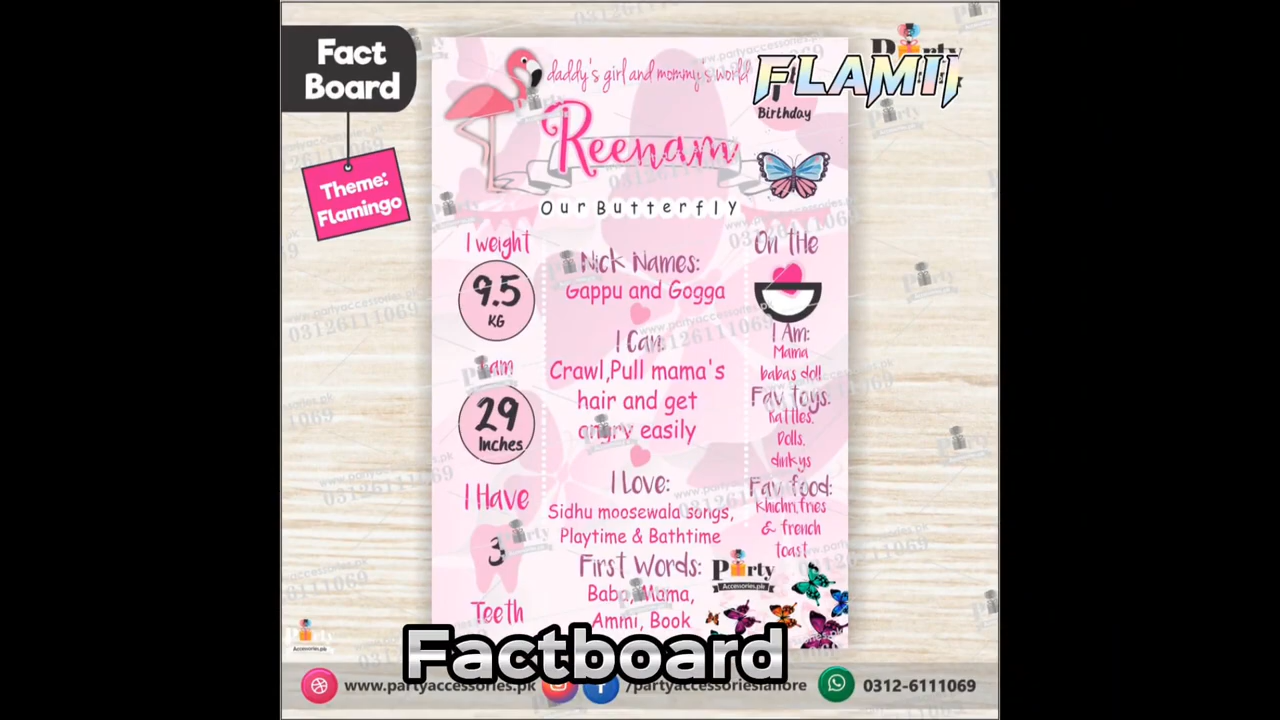 Fact
Board
Theme:
Flamingo
daddy's girl and mommy's world
FLAMI
Birthday
Reenam
Our Butterfly
I weight
9.5
KG
I am
29
Inches
I Have
3
Teeth
Nick Names:
Gappu and Gogga
I Can:
Crawl,Pull mama's
hair and get
angry easily
I Love:
Sidhu moosewala songs,
Playtime & Bathtime
First Words:
Baba, Mama,
Ammi, Book
On tHe
I Am:
Mama
babas doll
Fav toys:
Rattles,
Dolls,
dinkys
Fav food:
Khichri,fries
& french
toast
Party
Accessories.pk
Factboard
Accessories.pk
www.partyaccessories.pk
/partyaccessorieslahore
0312-6111069